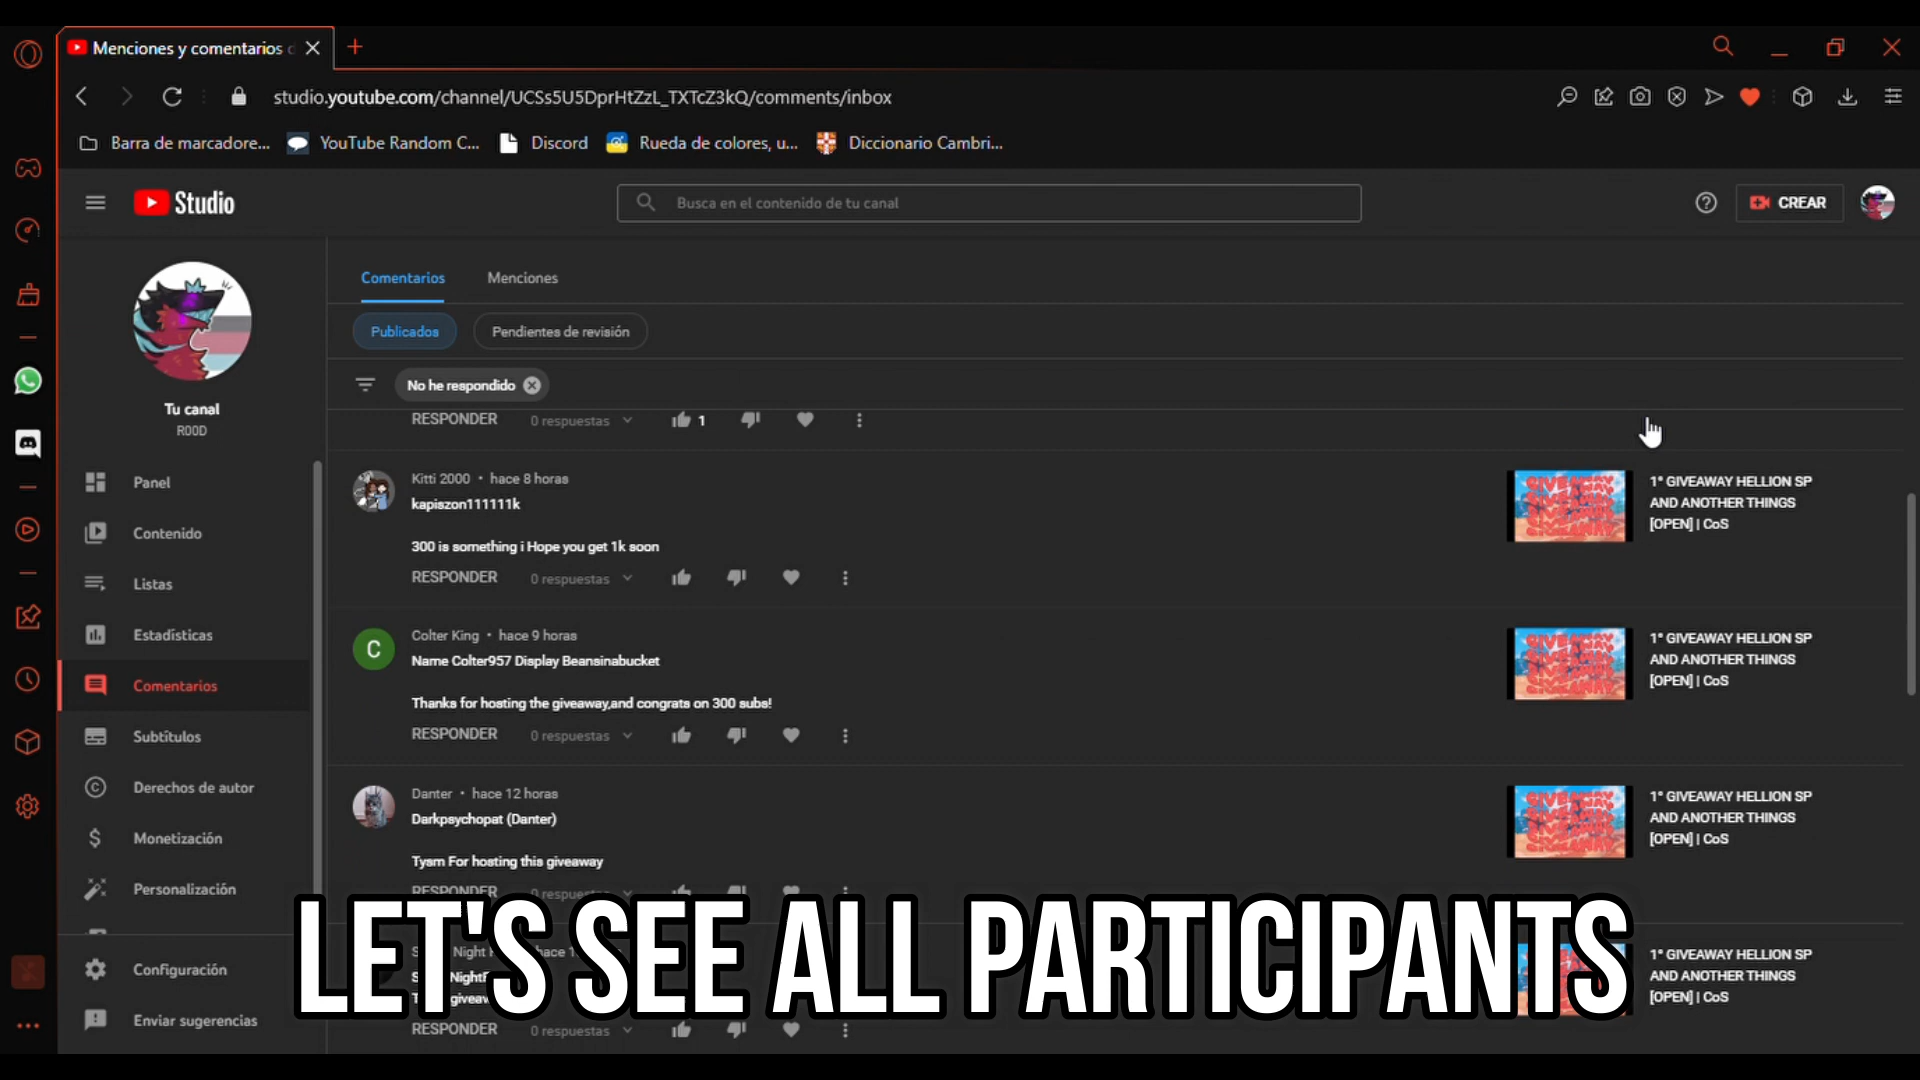 Menciones y comentarios
studio.youtube.com/channel/UCSs5U5DprHtZzL_TXTcZ3kQ/comments/inbox
Barra de marcadore...
YouTube Random C...
Discord
Rueda de colores, u...
Diccionario Cambri...
Studio
Busca en el contenido de tu canal
CREAR
Tu canal
R00D
Panel
Contenido
Listas
Estadísticas
Comentarios
Subtítulos
Derechos de autor
Monetización
Personalización
Configuración
Enviar sugerencias
Comentarios
Menciones
Publicados
Pendientes de revisión
No he respondido
RESPONDER 0 respuestas 1
Kitti 2000 • hace 8 horas
kapiszon111111k
300 is something i Hope you get 1k soon
RESPONDER 0 respuestas
1° GIVEAWAY HELLION SP
AND ANOTHER THINGS
[OPEN] | CoS
C
Colter King • hace 9 horas
Name Colter957 Display Beansinabucket
Thanks for hosting the giveaway,and congrats on 300 subs!
RESPONDER 0 respuestas
1° GIVEAWAY HELLION SP
AND ANOTHER THINGS
[OPEN] | CoS
Danter • hace 12 horas
Darkpsychopat (Danter)
Tysm For hosting this giveaway
RESPONDER 0 respuestas
1° GIVEAWAY HELLION SP
AND ANOTHER THINGS
[OPEN] | CoS
Night
RESPONDER 0 respuestas
1° GIVEAWAY HELLION SP
AND ANOTHER THINGS
[OPEN] | CoS
LET'S SEE ALL PARTICIPANTS